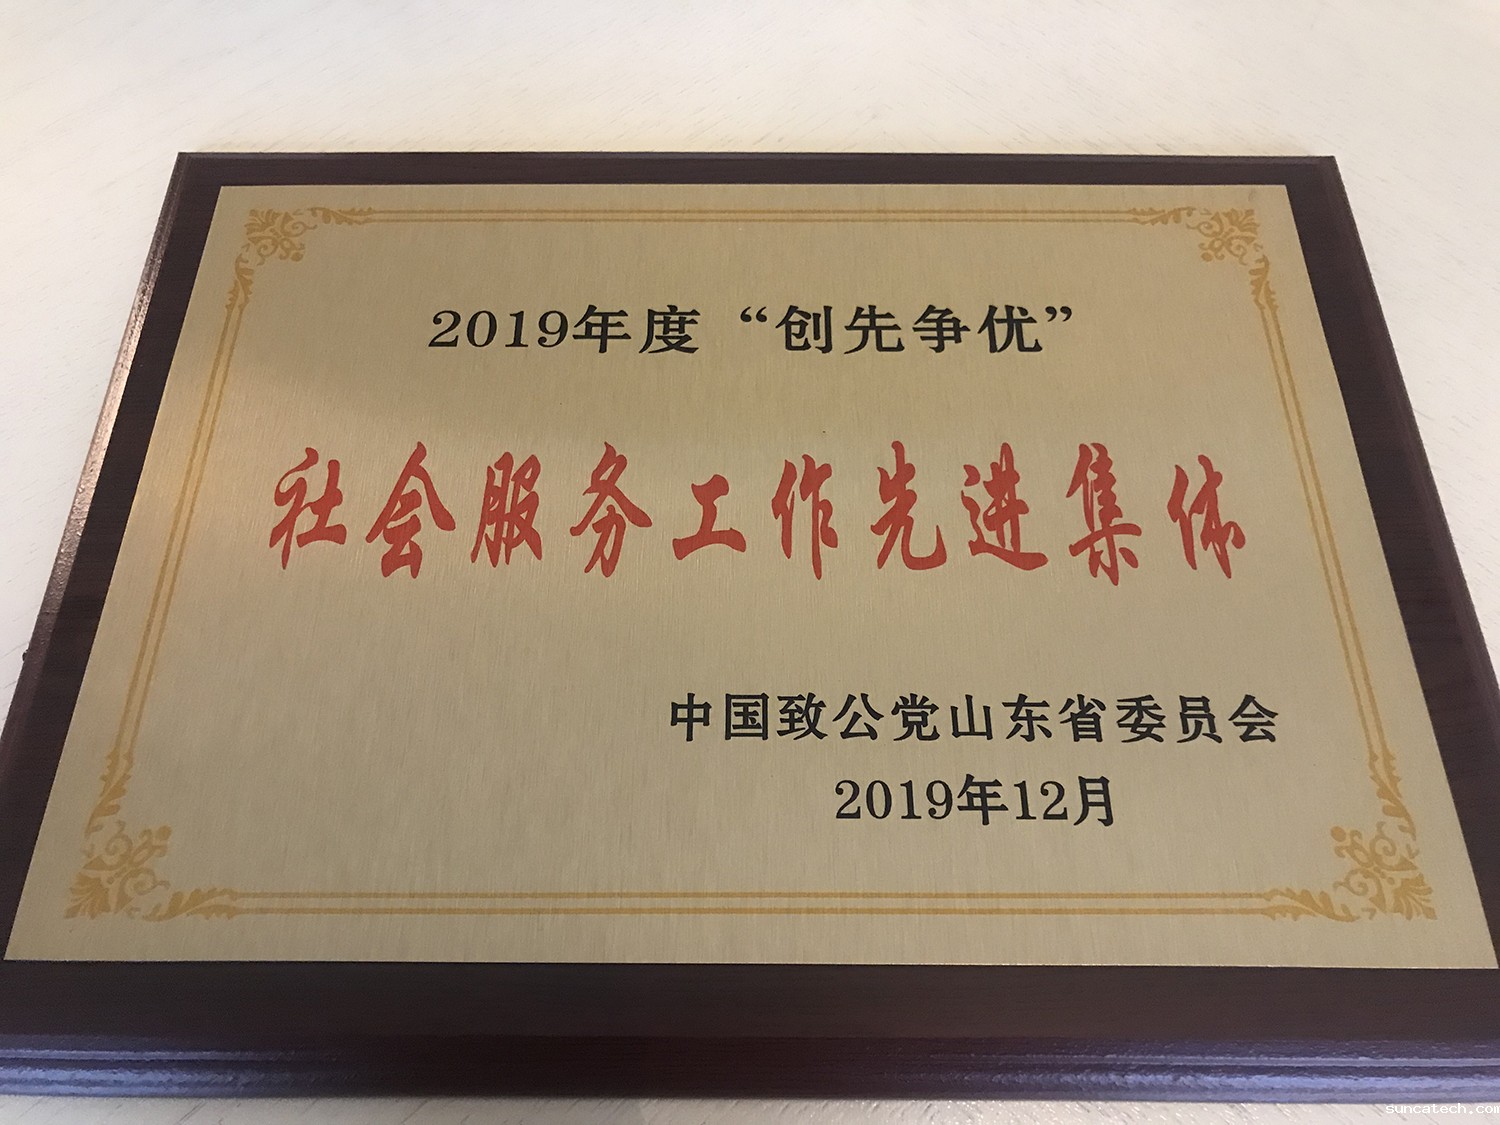 2019年度“创先争优”
社会服务工作先进集体
中国致公党山东省委员会
2019年12月
suncatech.com